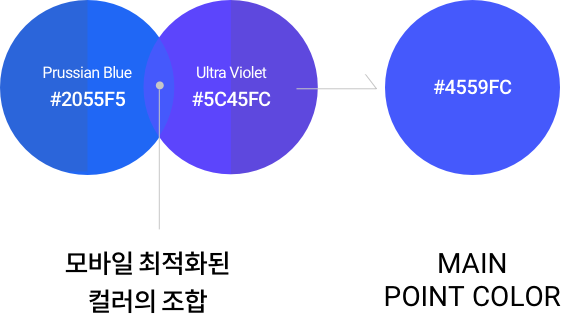 Prussian Blue
#2055F5
Ultra Violet
#5C45FC
#4559FC
모바일 최적화된
컬러의 조합
MAIN
POINT COLOR